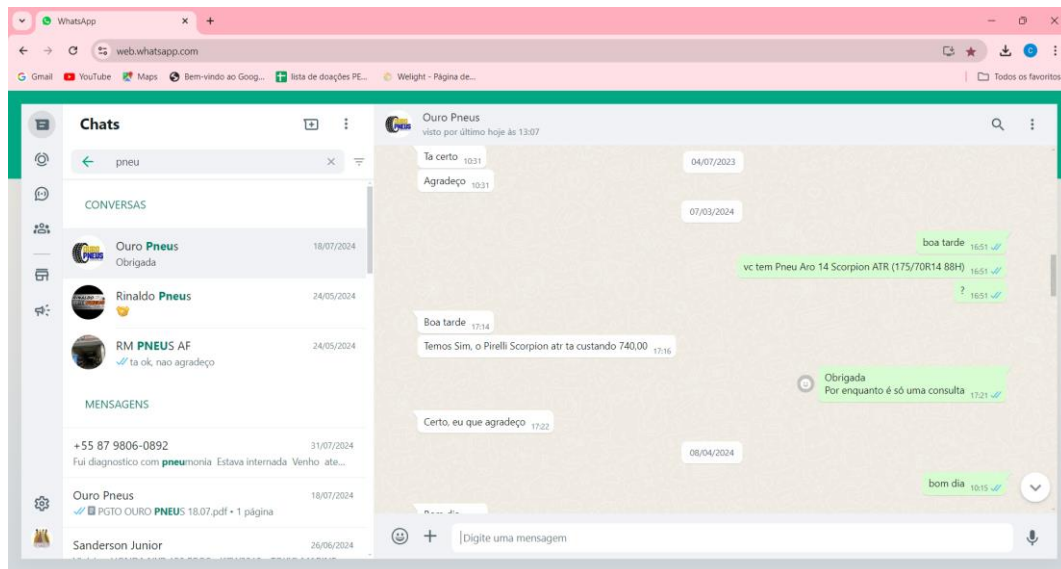 WhatsApp
web.whatsapp.com
Gmail
YouTube
Maps
Bem-vindo ao Goog...
lista de doações PE...
Welight - Página de...
Todos os favoritos
Chats
pneu
CONVERSAS
Ouro Pneus 18/07/2024
Obrigada
Rinaldo Pneus 24/05/2024
RM PNEUS AF 24/05/2024
ta ok, nao agradeço
MENSAGENS
+55 87 9806-0892 31/07/2024
Fui diagnostico com pneumonia Estava internada Venho ate...
Ouro Pneus 18/07/2024
PGTO OURO PNEUS 18.07.pdf • 1 página
Sanderson Junior 26/06/2024
Ouro Pneus
visto por último hoje às 13:07
Ta certo 10:31
04/07/2023
Agradeço 10:31
07/03/2024
boa tarde 16:51
vc tem Pneu Aro 14 Scorpion ATR (175/70R14 88H) 16:51
? 16:51
Boa tarde 17:14
Temos Sim, o Pirelli Scorpion atr ta custando 740,00 17:16
Obrigada
Por enquanto é só uma consulta 17:21
Certo, eu que agradeço 17:22
08/04/2024
bom dia 10:15
Digite uma mensagem